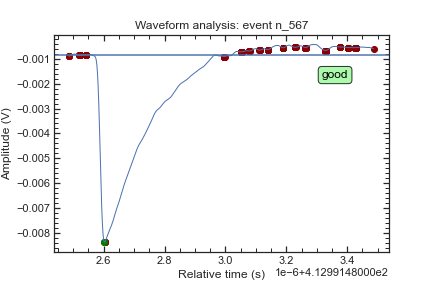 Waveform analysis: event n_567
Amplitude (V)
−0.001
−0.002
−0.003
−0.004
−0.005
−0.006
−0.007
−0.008
good
2.6 2.8 3.0 3.2 3.4
1e−6+4.1299148000e2
Relative time (s)